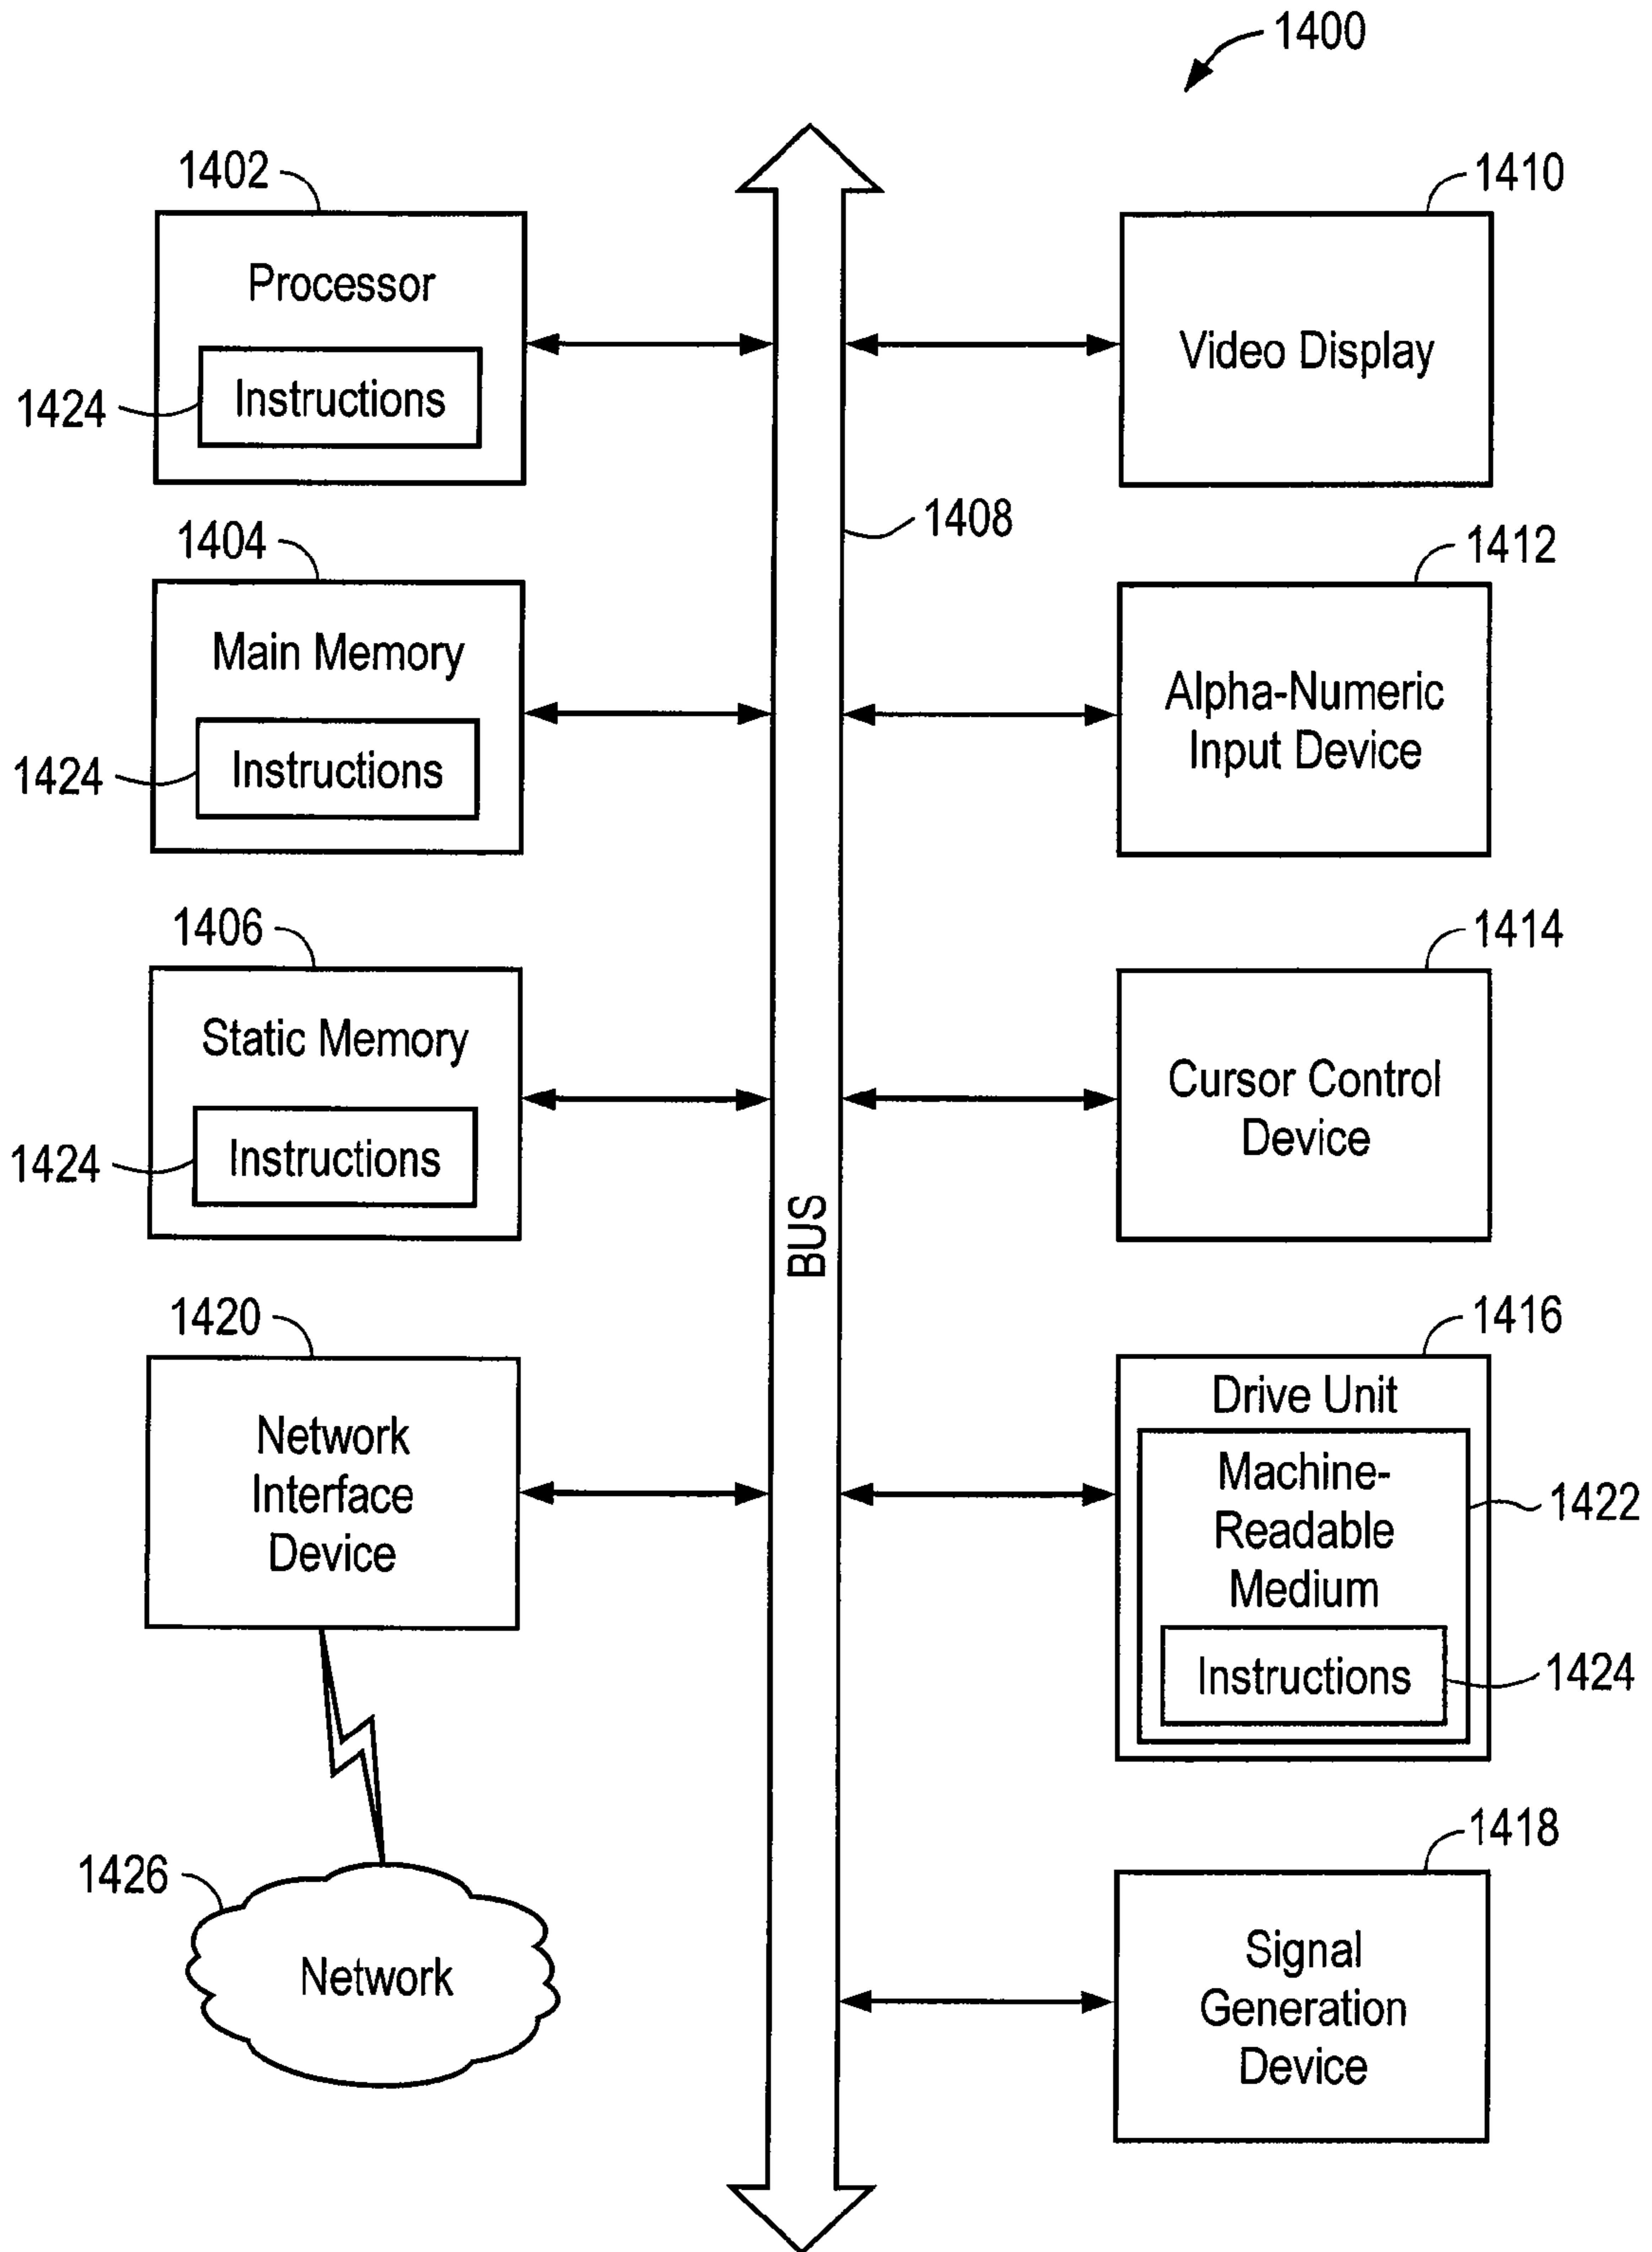 1400
1402
Processor
Instructions
1424
1404
Main Memory
Instructions
1424
1406
Static Memory
Instructions
1424
1420
Network
Interface
Device
1426
Network
BUS
1408
1410
Video Display
1412
Alpha-Numeric
Input Device
1414
Cursor Control
Device
1416
Drive Unit
Machine-
Readable
Medium
1422
Instructions
1424
1418
Signal
Generation
Device